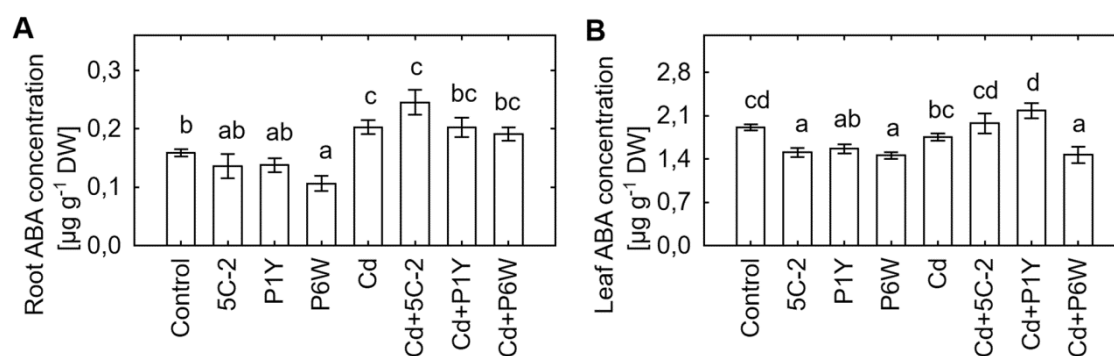 A
Root ABA concentration
[µg g⁻¹ DW]
0,3
0,2
0,1
0,0
b
ab
ab
a
c
c
bc
bc
Control
5C-2
P1Y
P6W
Cd
Cd+5C-2
Cd+P1Y
Cd+P6W
B
Leaf ABA concentration
[µg g⁻¹ DW]
2,8
2,1
1,4
0,7
0,0
cd
a
ab
a
bc
cd
d
a
Control
5C-2
P1Y
P6W
Cd
Cd+5C-2
Cd+P1Y
Cd+P6W